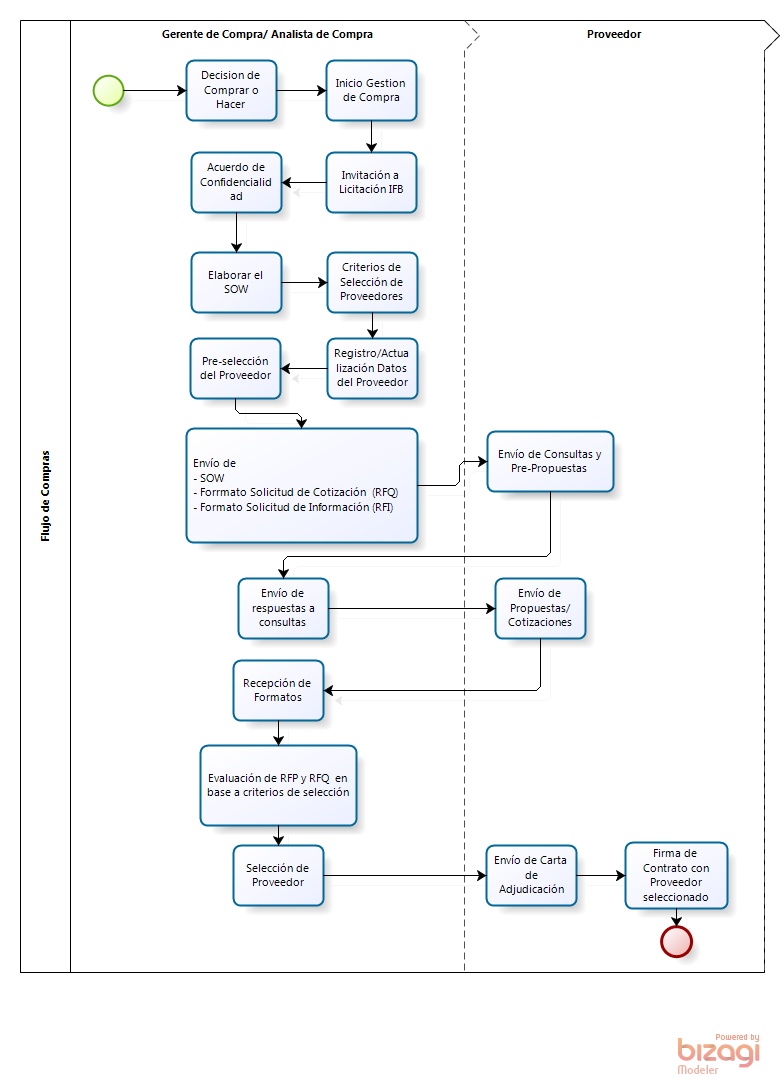 Gerente de Compra/ Analista de Compra
Proveedor
Flujo de Compras
Decision de
Comprar o
Hacer
Inicio Gestion
de Compra
Invitación a
Licitación IFB
Acuerdo de
Confidencialid
ad
Elaborar el
SOW
Criterios de
Selección de
Proveedores
Registro/Actua
lización Datos
del Proveedor
Pre-selección
del Proveedor
Envío de
- SOW
- Forrmato Solicitud de Cotización (RFQ)
- Formato Solicitud de Información (RFI)
Envío de Consultas y
Pre-Propuestas
Envío de
respuestas a
consultas
Envío de
Propuestas/
Cotizaciones
Recepción de
Formatos
Evaluación de RFP y RFQ en
base a criterios de selección
Selección de
Proveedor
Envío de Carta
de
Adjudicación
Firma de
Contrato con
Proveedor
seleccionado
Powered by
bizagi
Modeler